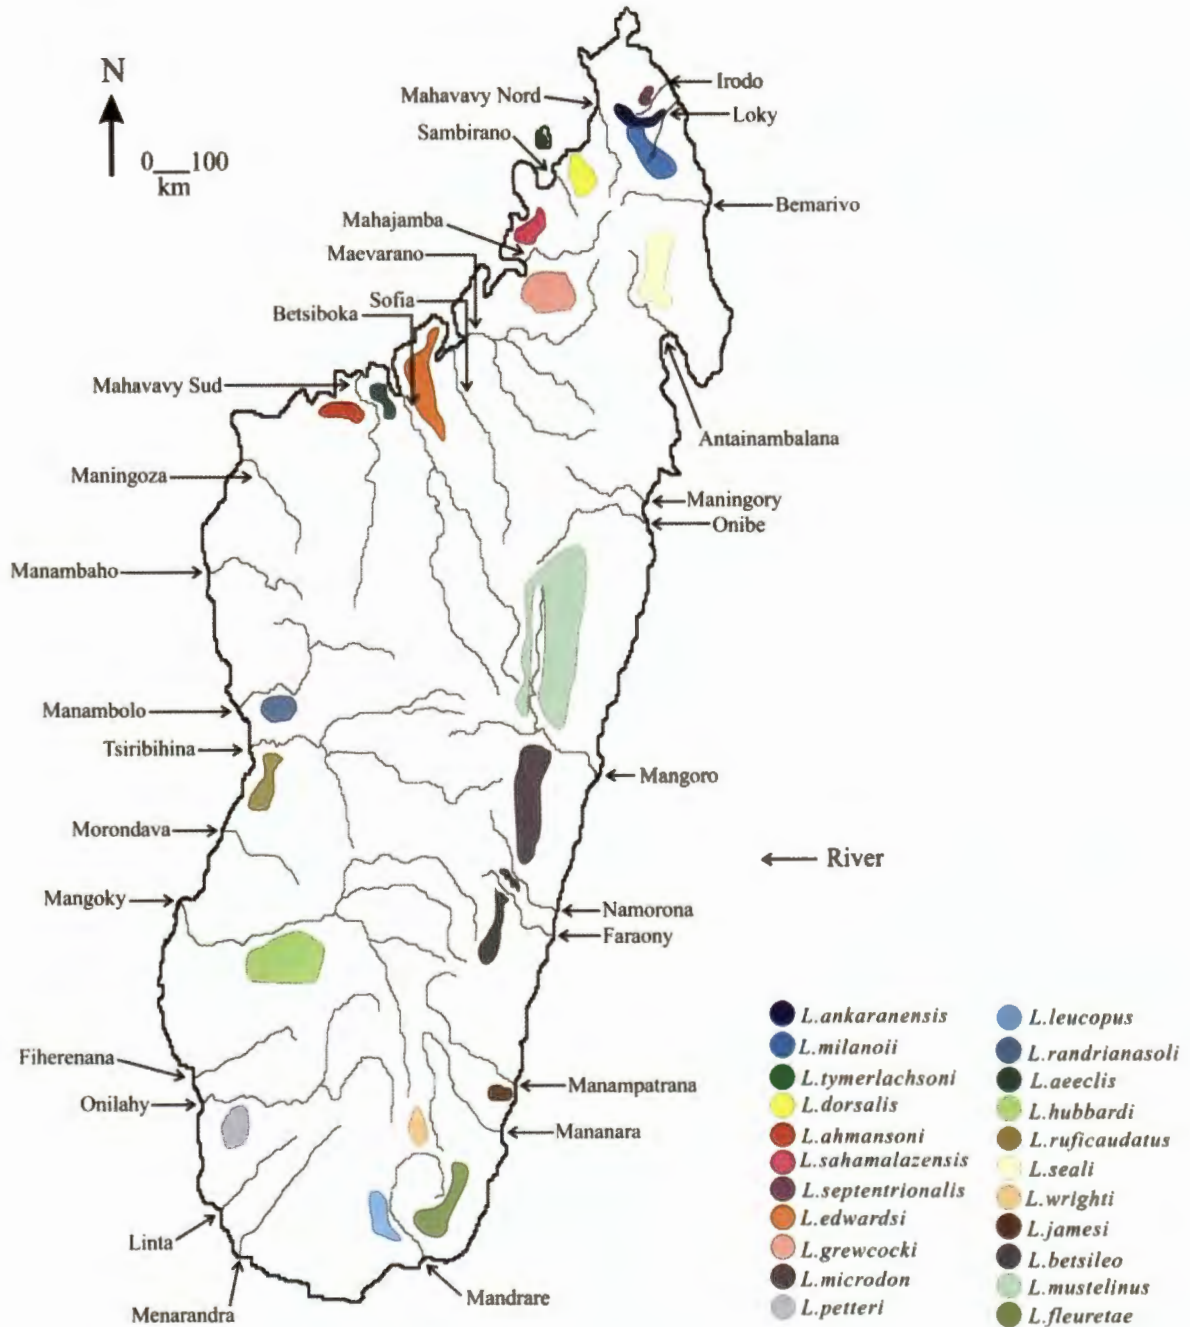 N
0 100
km
Mahavavy Nord
Irodo
Loky
Sambirano
Bemarivo
Mahajamba
Maevarano
Sofia
Betsiboka
Mahavavy Sud
Antainambalana
Maningoza
Maningory
Onibe
Manambaho
Manambolo
Tsiribihina
Mangoro
Morondava
River
Mangoky
Namorona
Faraony
Fiherenana
Onilahy
Manampatrana
Mananara
Linta
Menarandra
Mandrare
L.ankaranensis
L.milanoii
L.tymerlachsoni
L.dorsalis
L.ahmansoni
L.sahamalazensis
L.septentrionalis
L.edwardsi
L.grewcocki
L.microdon
L.petteri
L.leucopus
L.randrianasoli
L.aeeclis
L.hubbardi
L.ruficaudatus
L.seali
L.wrighti
L.jamesi
L.betsileo
L.mustelinus
L.fleuretae